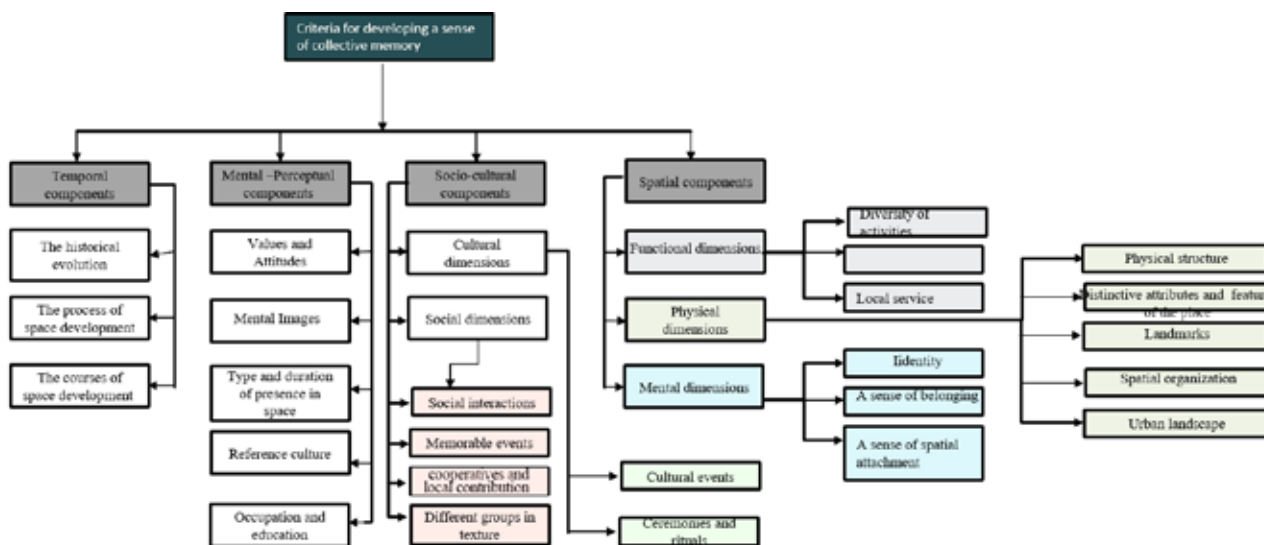 Criteria for developing a sense
of collective memory
Temporal
components
Mental –Perceptual
components
Socio-cultural
components
Spatial components
The historical
evolution
The process of
space development
The courses of
space development
Values and
Attitudes
Mental Images
Type and duration
of presence in
space
Reference culture
Occupation and
education
Cultural
dimensions
Social dimensions
Social interactions
Memorable events
cooperatives and
local contribution
Different groups in
texture
Cultural events
Ceremonies and
rituals
Functional dimensions
Physical
dimensions
Mental dimensions
Diversity of
activities
Local service
Iidentity
A sense of belonging
A sense of spatial
attachment
Physical structure
Distinctive attributes and feature
of the place
Landmarks
Spatial organization
Urban landscape